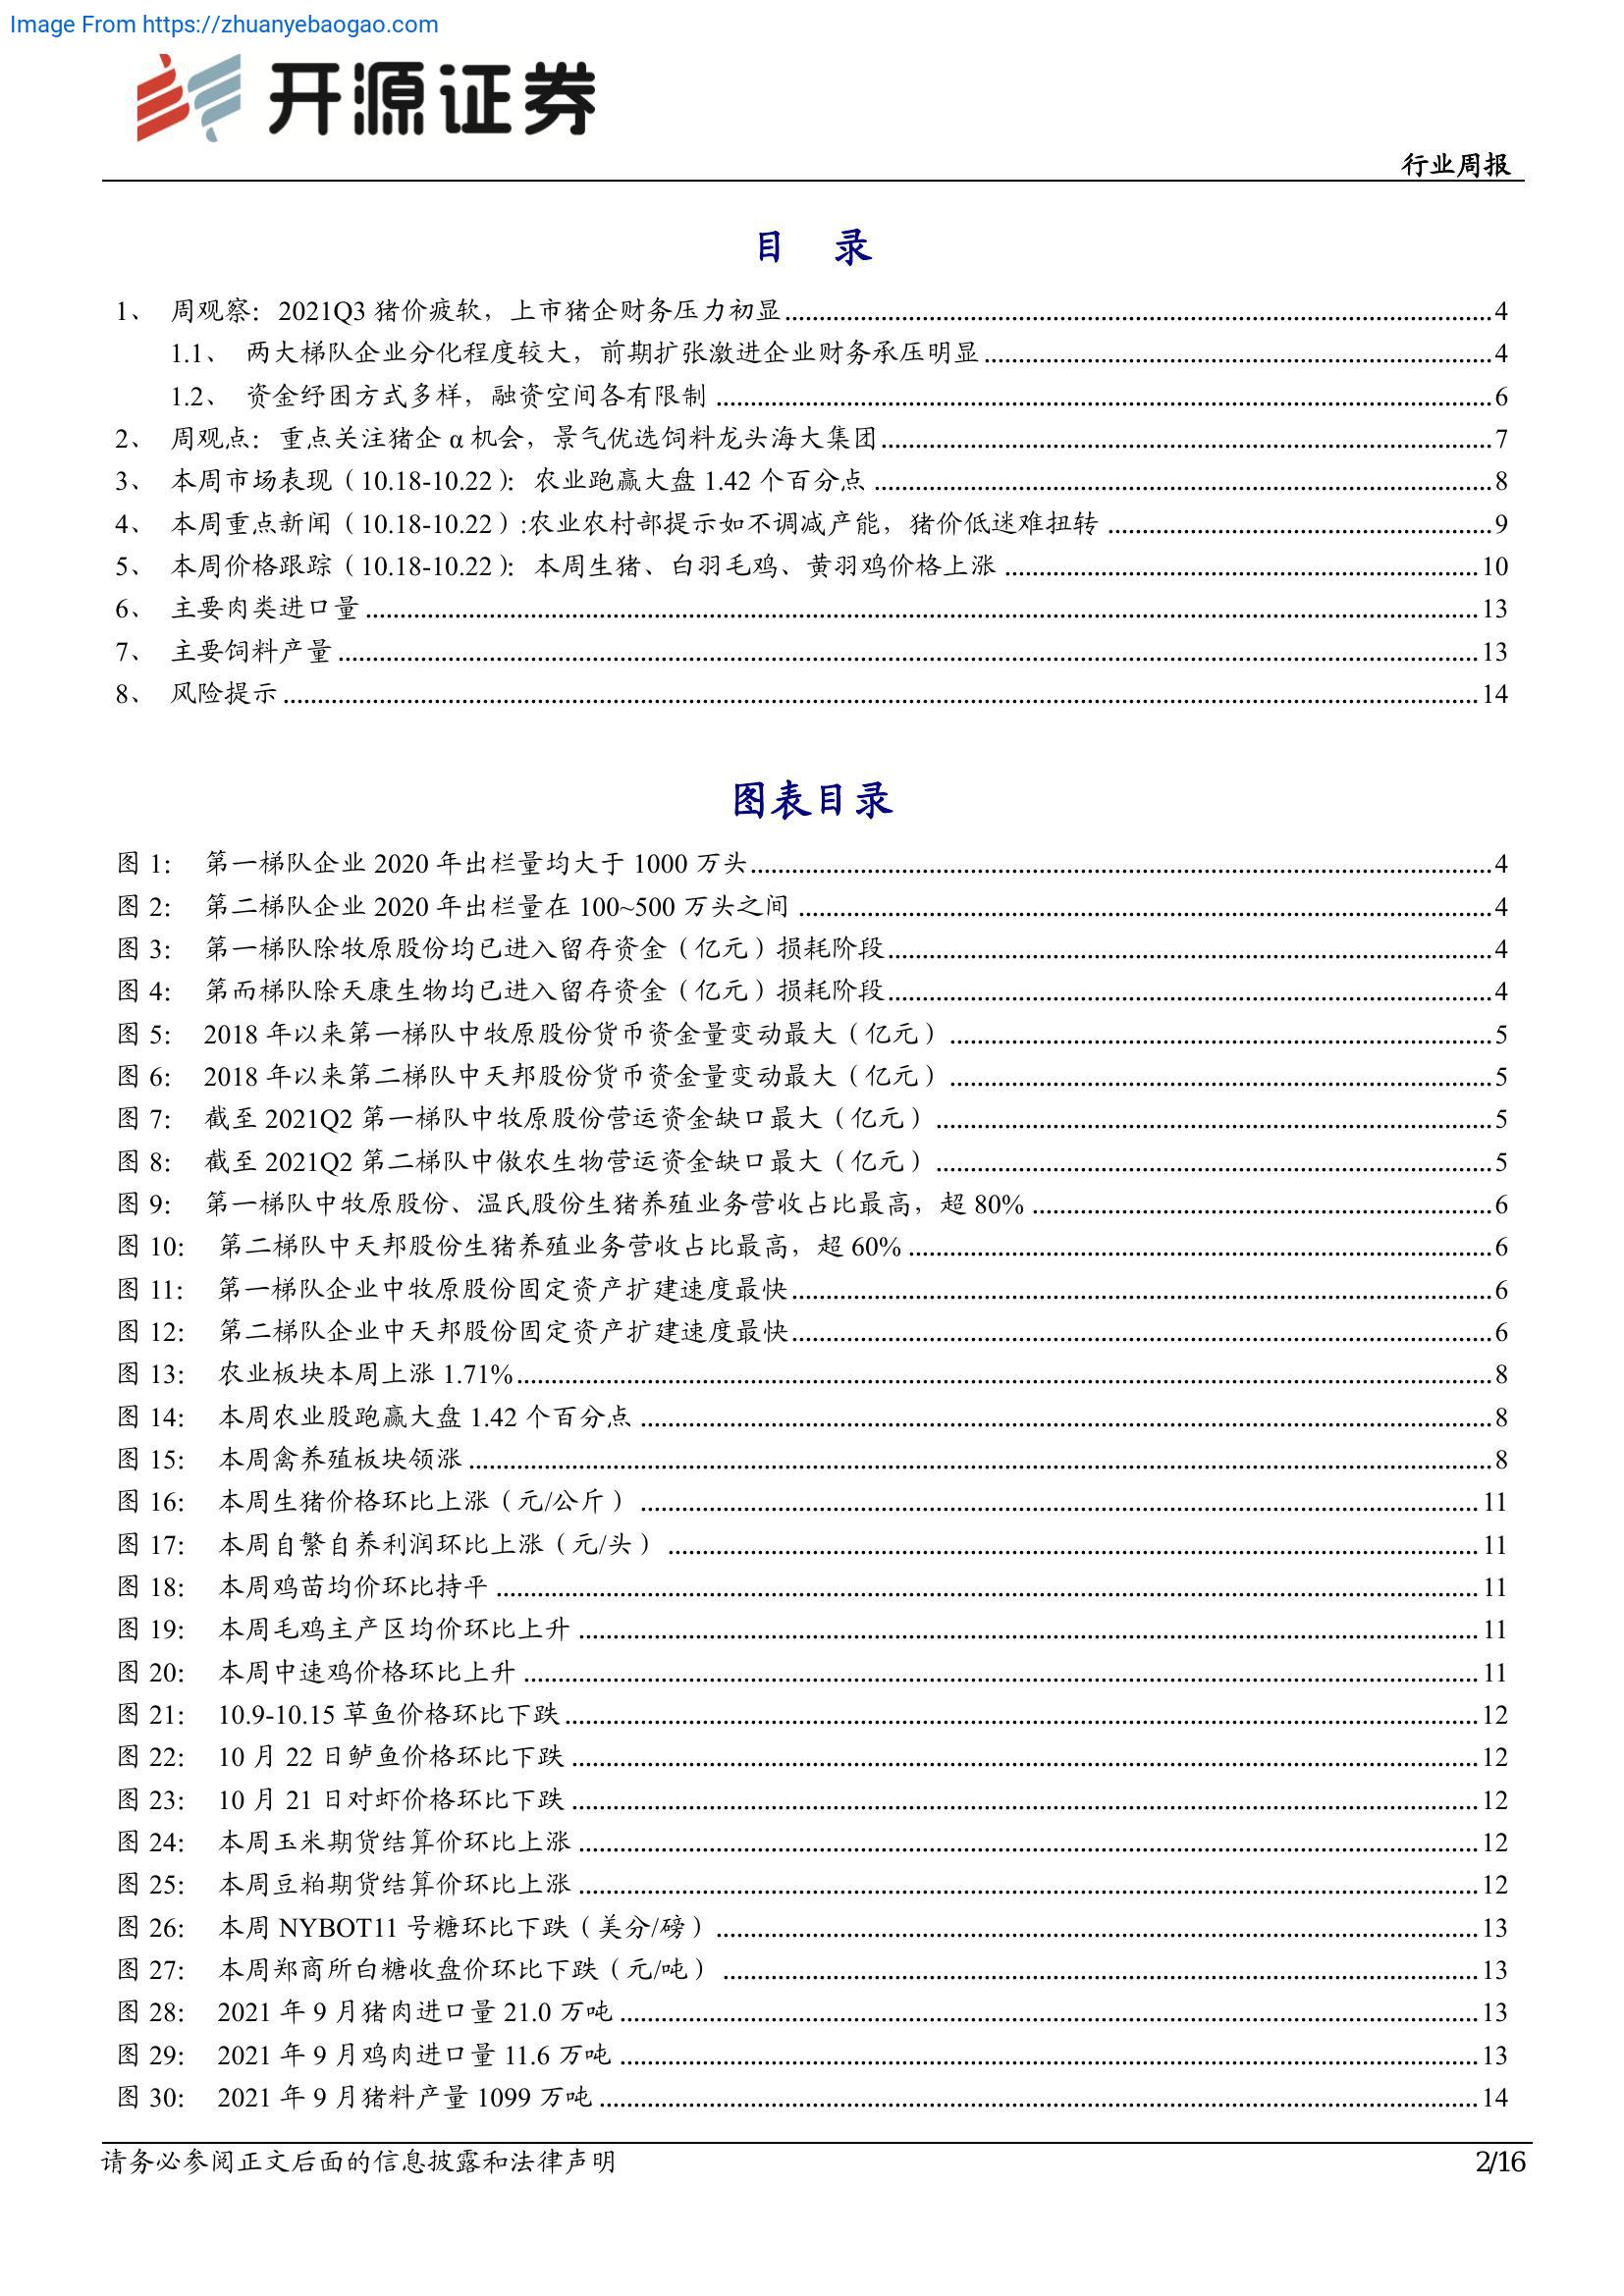 Image From https://zhuanyebaogao.com
开源证券
行业周报
目 录
1、 周观察：2021Q3 猪价疲软，上市猪企财务压力初显 4
1.1、 两大梯队企业分化程度较大，前期扩张激进企业财务承压明显 4
1.2、 资金纾困方式多样，融资空间各有限制 6
2、 周观点：重点关注猪企 α 机会，景气优选饲料龙头海大集团 7
3、 本周市场表现（10.18-10.22）：农业跑赢大盘 1.42 个百分点 8
4、 本周重点新闻（10.18-10.22）:农业农村部提示如不调减产能，猪价低迷难扭转 9
5、 本周价格跟踪（10.18-10.22）：本周生猪、白羽毛鸡、黄羽鸡价格上涨 10
6、 主要肉类进口量 13
7、 主要饲料产量 13
8、 风险提示 14
图表目录
图 1： 第一梯队企业 2020 年出栏量均大于 1000 万头 4
图 2： 第二梯队企业 2020 年出栏量在 100~500 万头之间 4
图 3： 第一梯队除牧原股份均已进入留存资金（亿元）损耗阶段 4
图 4： 第而梯队除天康生物均已进入留存资金（亿元）损耗阶段 4
图 5： 2018 年以来第一梯队中牧原股份货币资金量变动最大（亿元） 5
图 6： 2018 年以来第二梯队中天邦股份货币资金量变动最大（亿元） 5
图 7： 截至 2021Q2 第一梯队中牧原股份营运资金缺口最大（亿元） 5
图 8： 截至 2021Q2 第二梯队中傲农生物营运资金缺口最大（亿元） 5
图 9： 第一梯队中牧原股份、温氏股份生猪养殖业务营收占比最高，超 80% 6
图 10： 第二梯队中天邦股份生猪养殖业务营收占比最高，超 60% 6
图 11： 第一梯队企业中牧原股份固定资产扩建速度最快 6
图 12： 第二梯队企业中天邦股份固定资产扩建速度最快 6
图 13： 农业板块本周上涨 1.71% 8
图 14： 本周农业股跑赢大盘 1.42 个百分点 8
图 15： 本周禽养殖板块领涨 8
图 16： 本周生猪价格环比上涨（元/公斤） 11
图 17： 本周自繁自养利润环比上涨（元/头） 11
图 18： 本周鸡苗均价环比持平 11
图 19： 本周毛鸡主产区均价环比上升 11
图 20： 本周中速鸡价格环比上升 11
图 21： 10.9-10.15 草鱼价格环比下跌 12
图 22： 10 月 22 日鲈鱼价格环比下跌 12
图 23： 10 月 21 日对虾价格环比下跌 12
图 24： 本周玉米期货结算价环比上涨 12
图 25： 本周豆粕期货结算价环比上涨 12
图 26： 本周 NYBOT11 号糖环比下跌（美分/磅） 13
图 27： 本周郑商所白糖收盘价环比下跌（元/吨） 13
图 28： 2021 年 9 月猪肉进口量 21.0 万吨 13
图 29： 2021 年 9 月鸡肉进口量 11.6 万吨 13
图 30： 2021 年 9 月猪料产量 1099 万吨 14
请务必参阅正文后面的信息披露和法律声明
2/16